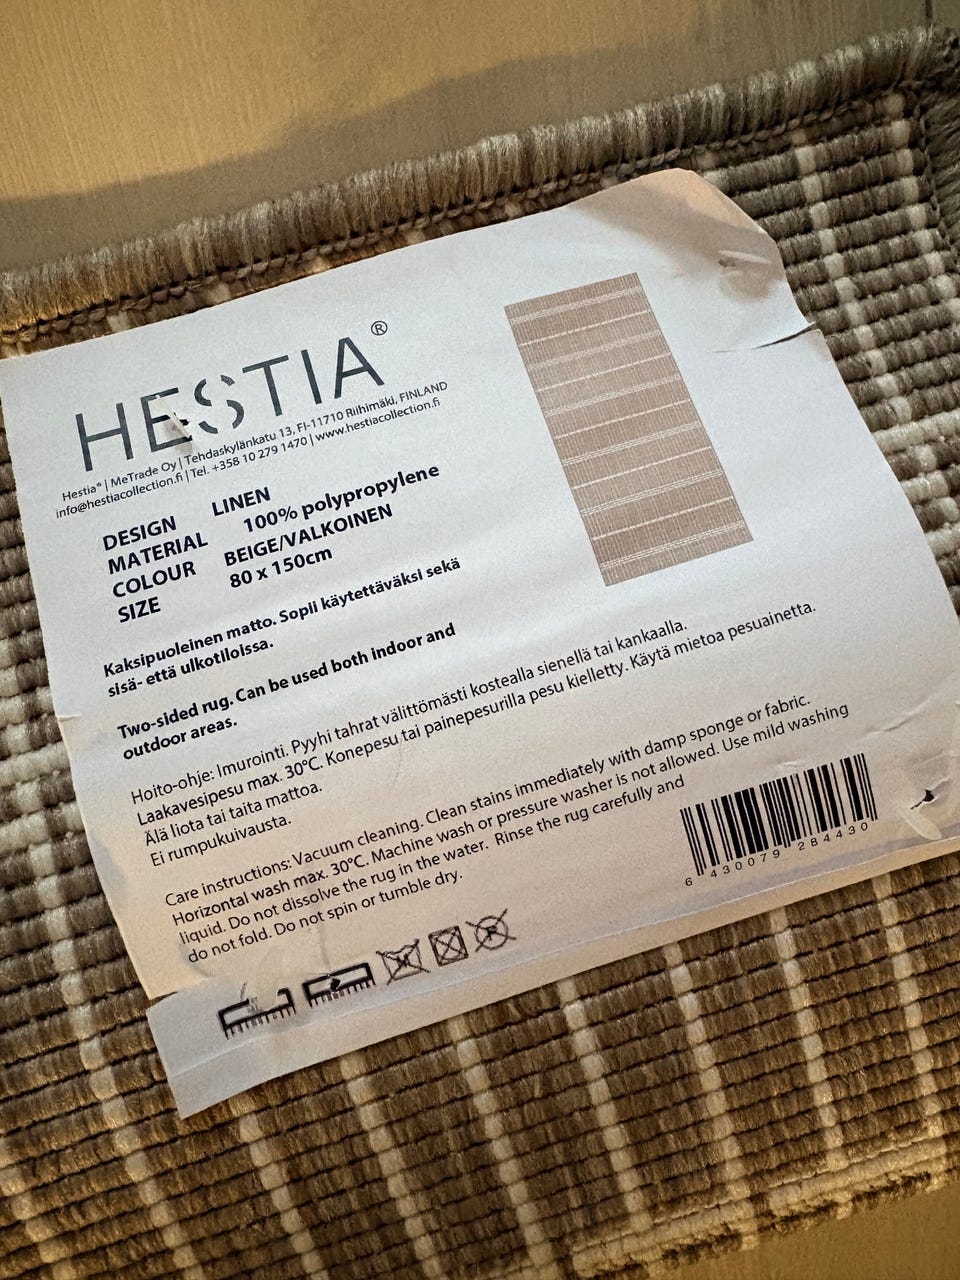 HESTIA®
Hestia® | MeTrade Oy | Tehdaskylänkatu 13, FI-11710 Riihimäki, FINLAND
info@hestiacollection.fi | Tel. +358 10 279 1470 | www.hestiacollection.fi
DESIGN LINEN
MATERIAL 100% polypropylene
COLOUR BEIGE/VALKOINEN
SIZE 80 x 150cm
Kaksipuoleinen matto. Sopii käytettäväksi sekä
sisä- että ulkotiloissa.
Two-sided rug. Can be used both indoor and
outdoor areas.
Hoito-ohje: Imurointi. Pyyhi tahrat välittömästi kostealla sienellä tai kankaalla.
Laakavesipesu max. 30°C. Konepesu tai painepesurilla pesu kielletty. Käytä mietoa pesuainetta.
Älä liota tai taita mattoa.
Ei rumpukuivausta.
Care instructions: Vacuum cleaning. Clean stains immediately with damp sponge or fabric.
Horizontal wash max. 30°C. Machine wash or pressure washer is not allowed. Use mild washing
liquid. Do not dissolve the rug in the water. Rinse the rug carefully and
do not fold. Do not spin or tumble dry.
6 430079 284430